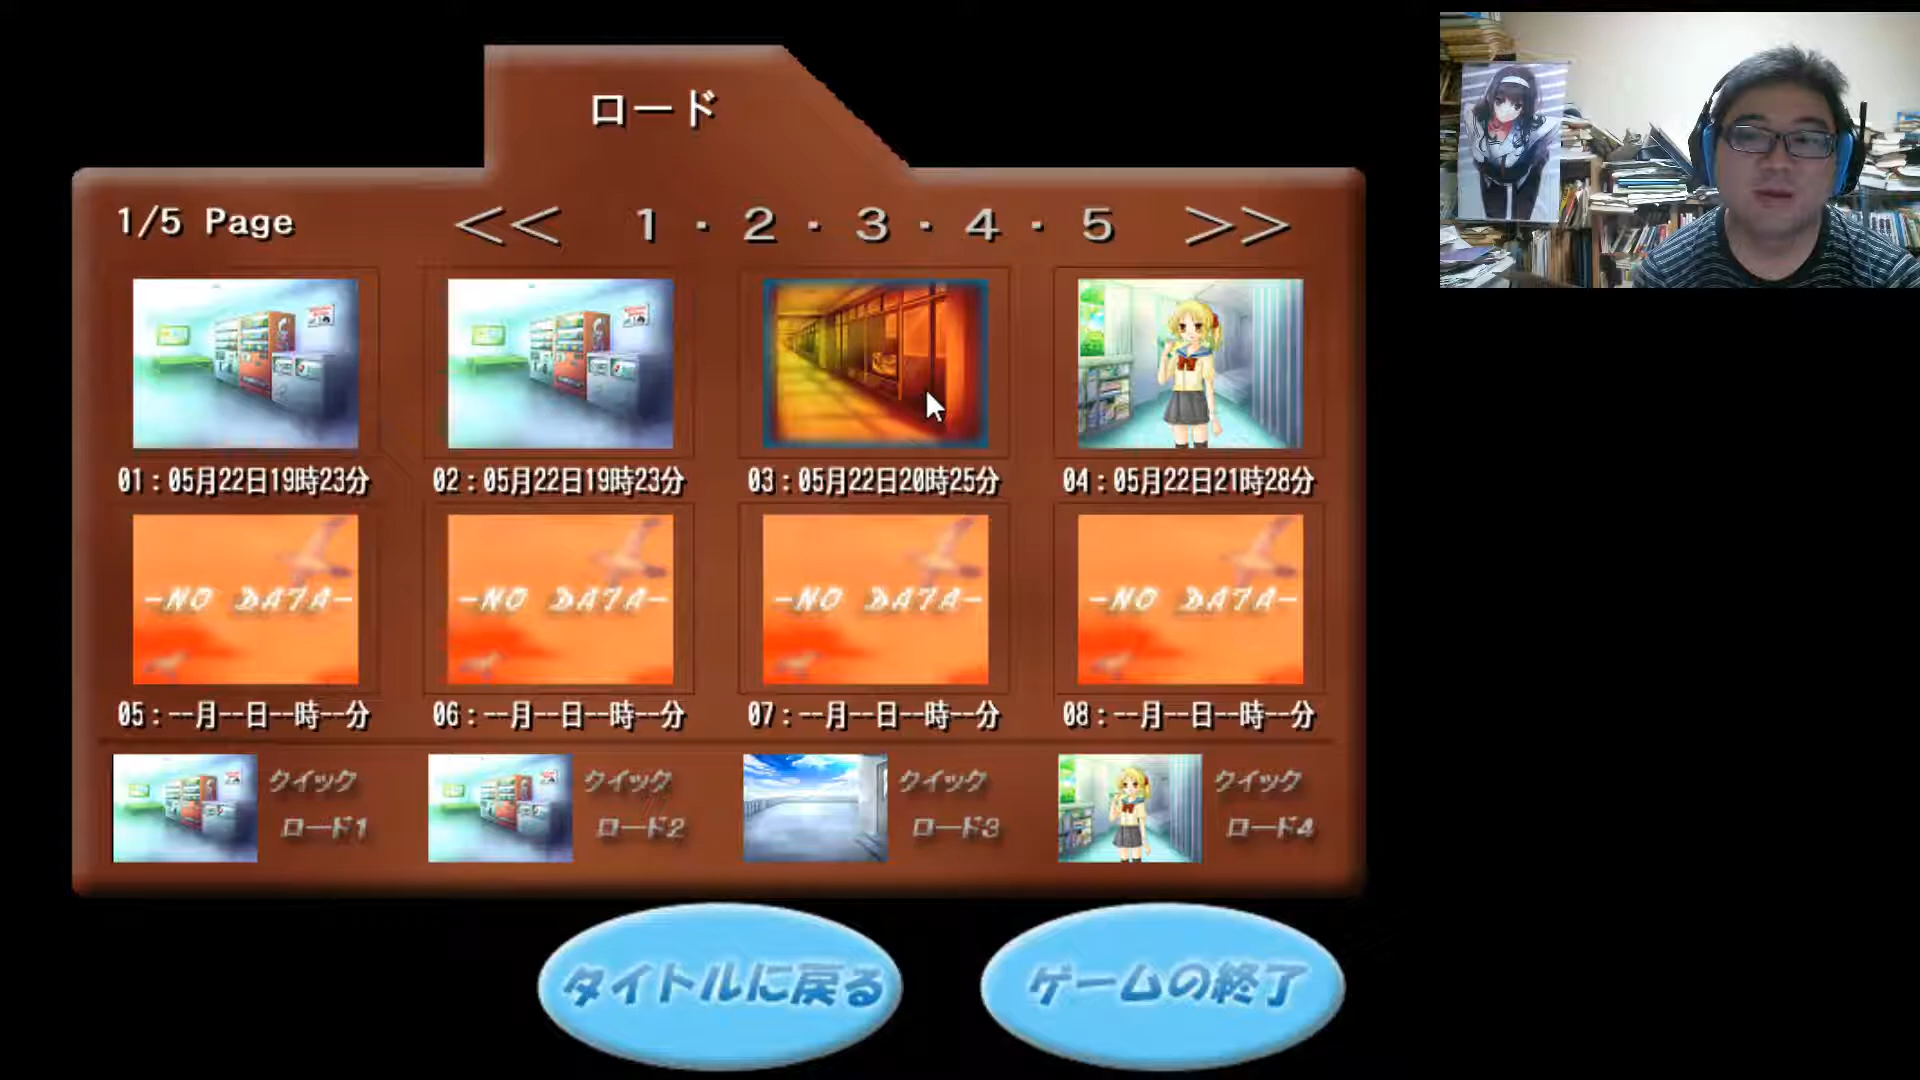 ロード
1/5 Page
<< 1・2・3・4・5 >>
01：05月22日19時23分
02：05月22日19時23分
03：05月22日20時25分
04：05月22日21時28分
-NO DATA-
-NO DATA-
-NO DATA-
-NO DATA-
05：--月--日--時--分
06：--月--日--時--分
07：--月--日--時--分
08：--月--日--時--分
クイック
ロード1
クイック
ロード2
クイック
ロード3
クイック
ロード4
タイトルに戻る
ゲームの終了